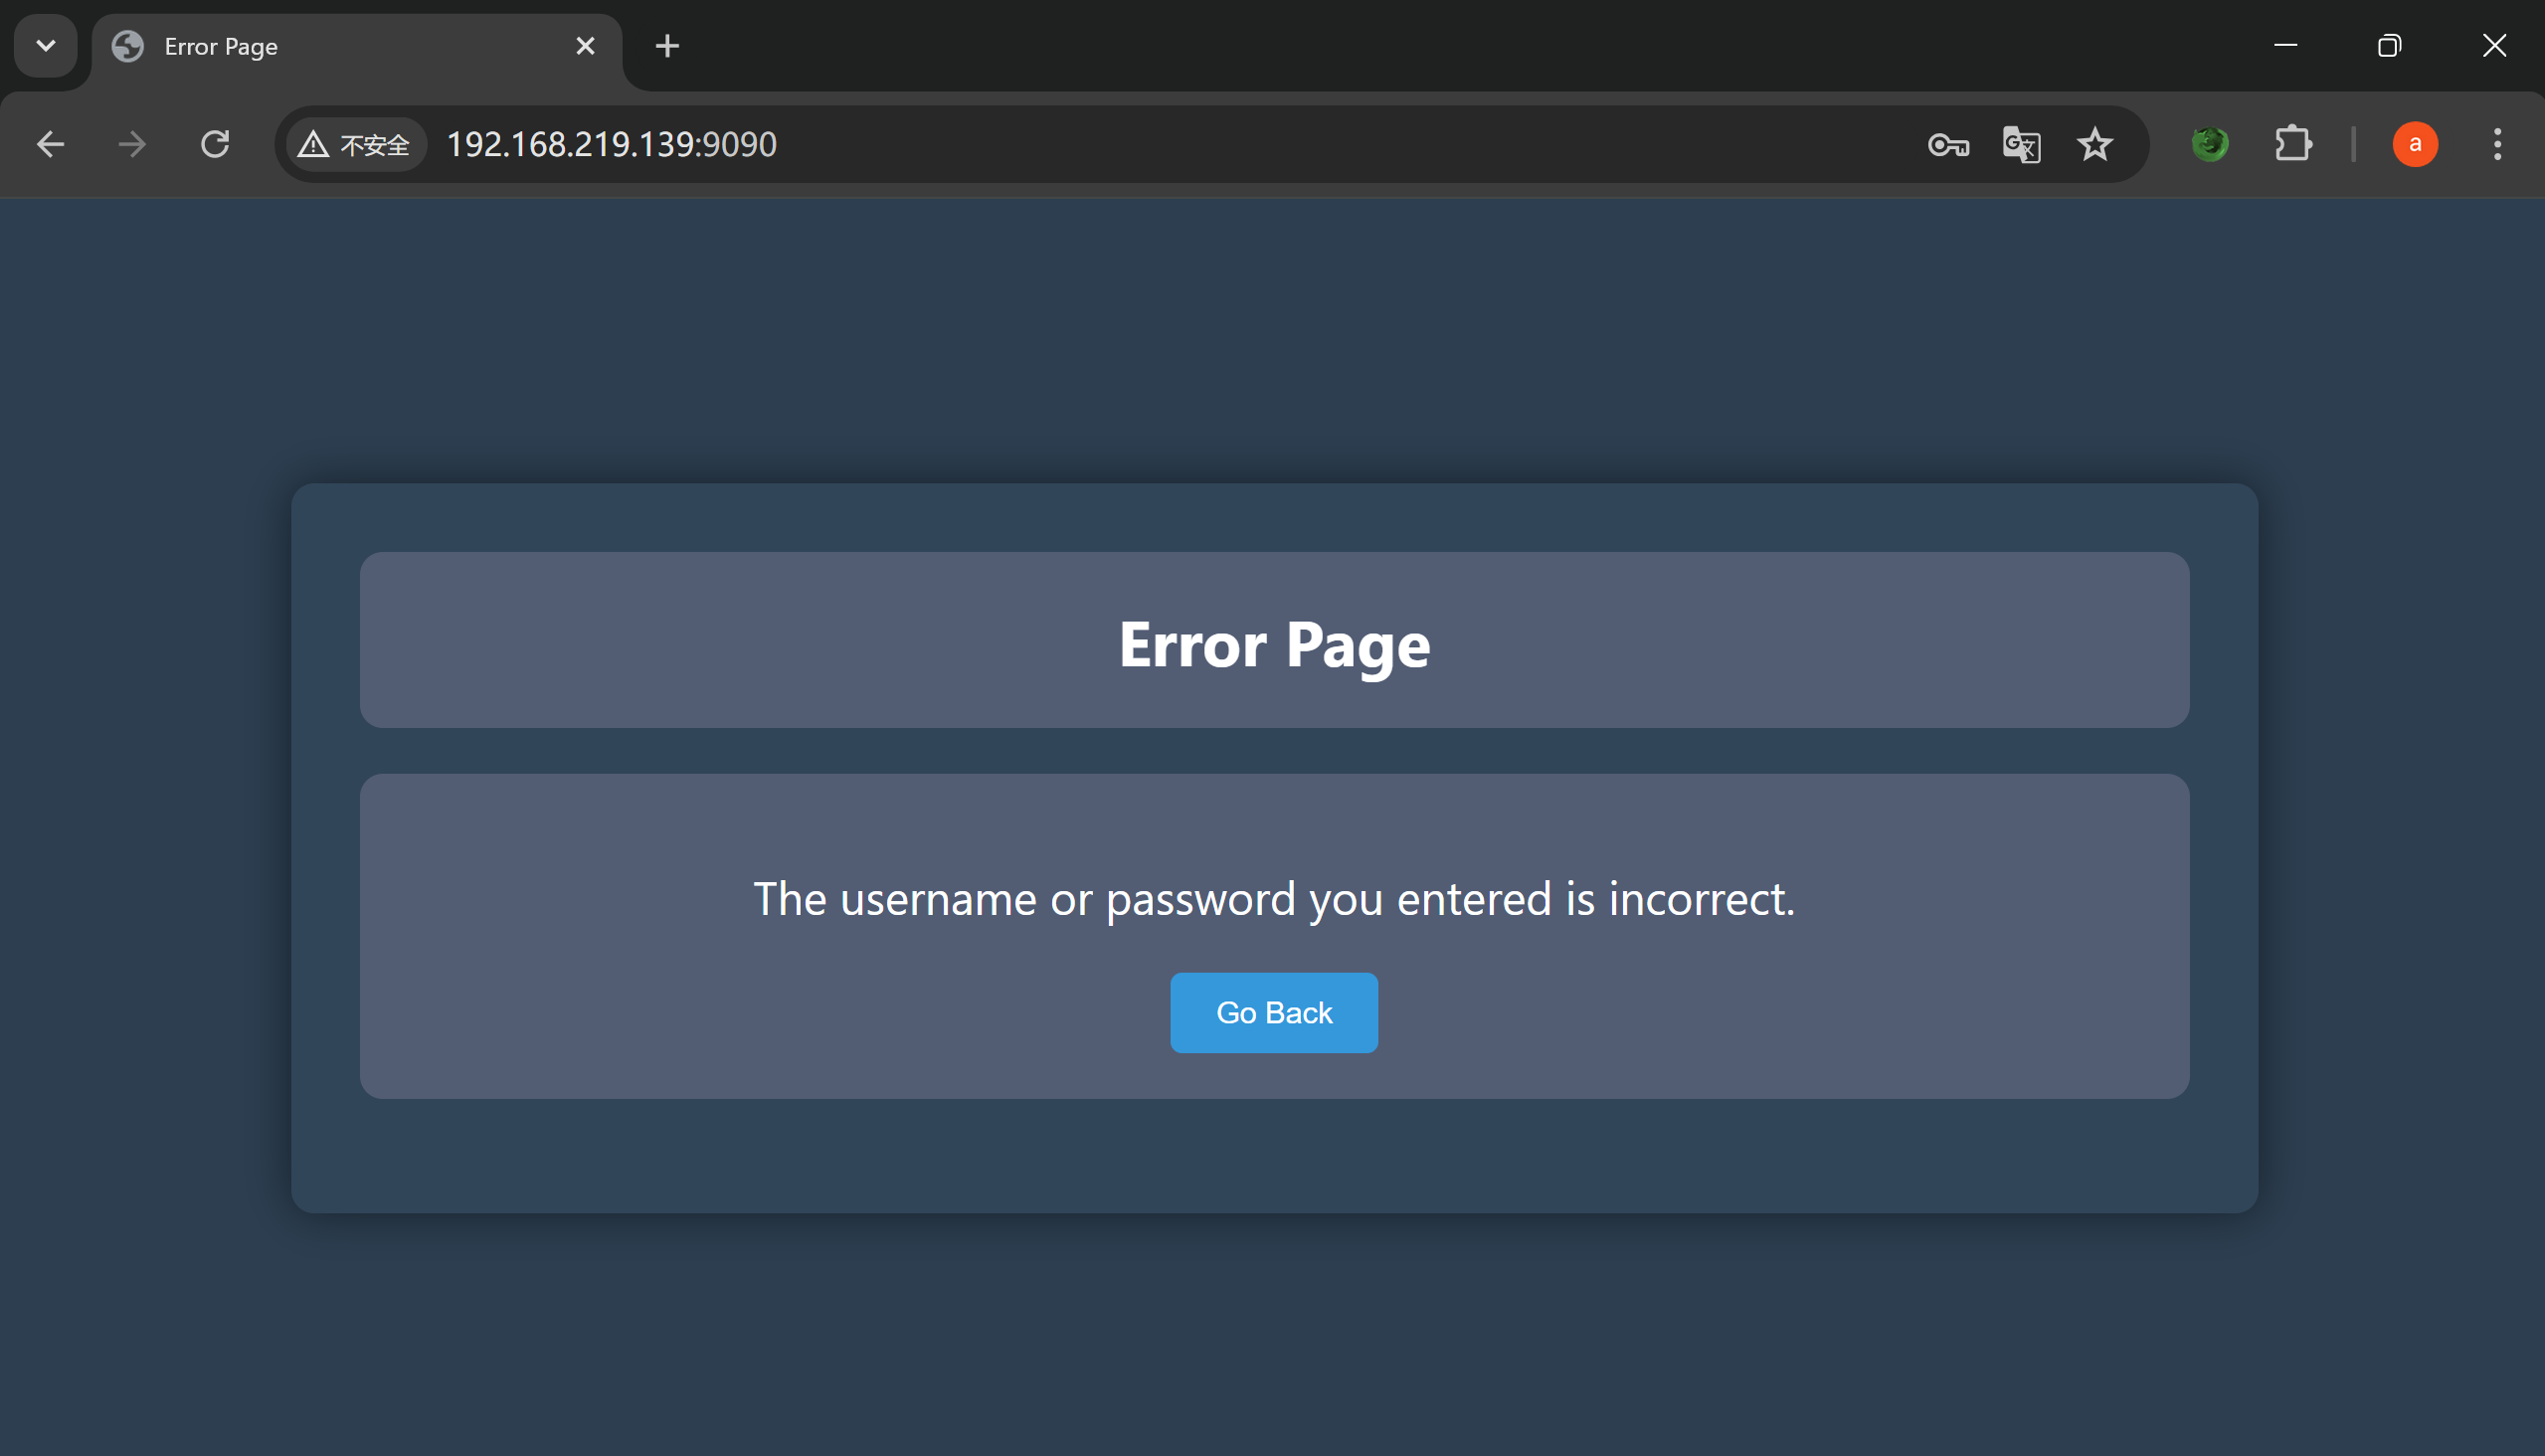 Error Page
不安全
192.168.219.139:9090
a
Error Page
The username or password you entered is incorrect.
Go Back